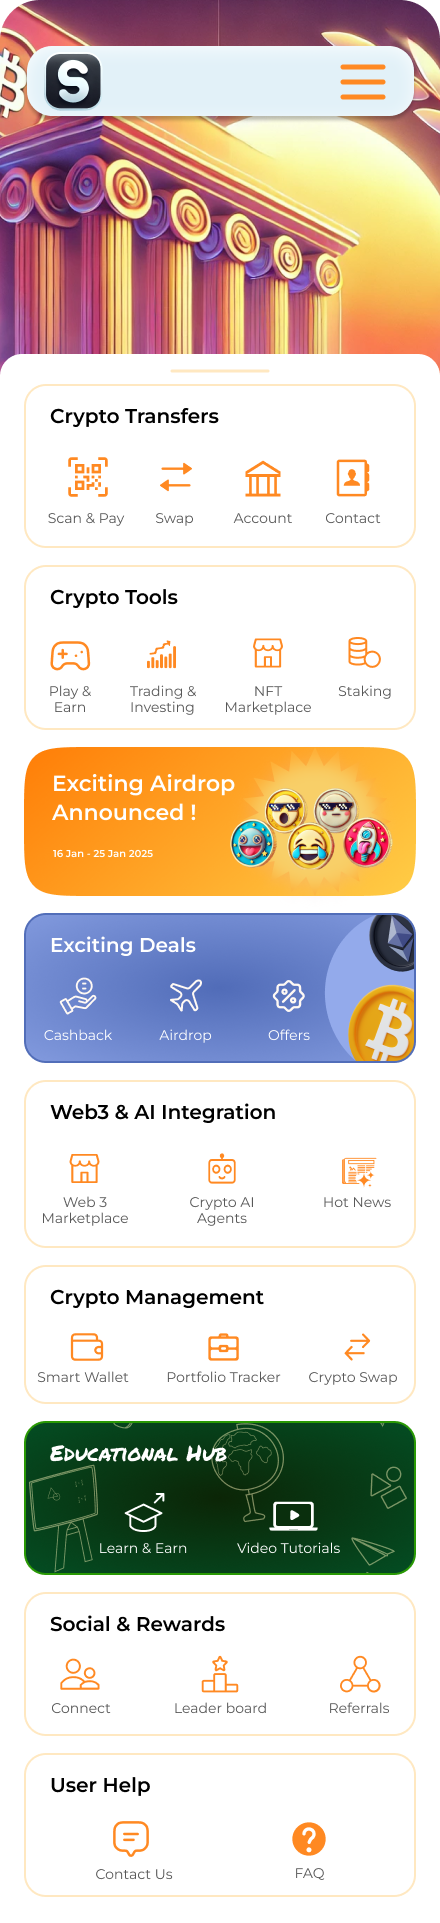 S
Crypto Transfers
Scan & Pay Swap Account Contact
Crypto Tools
Play &
Earn
Trading &
Investing
NFT
Marketplace
Staking
Exciting Airdrop
Announced !
16 Jan - 25 Jan 2025
Exciting Deals
Cashback Airdrop Offers
Web3 & AI Integration
Web 3
Marketplace
Crypto AI
Agents
Hot News
Crypto Management
Smart Wallet Portfolio Tracker Crypto Swap
Educational Hub
Learn & Earn Video Tutorials
Social & Rewards
Connect Leader board Referrals
User Help
Contact Us FAQ